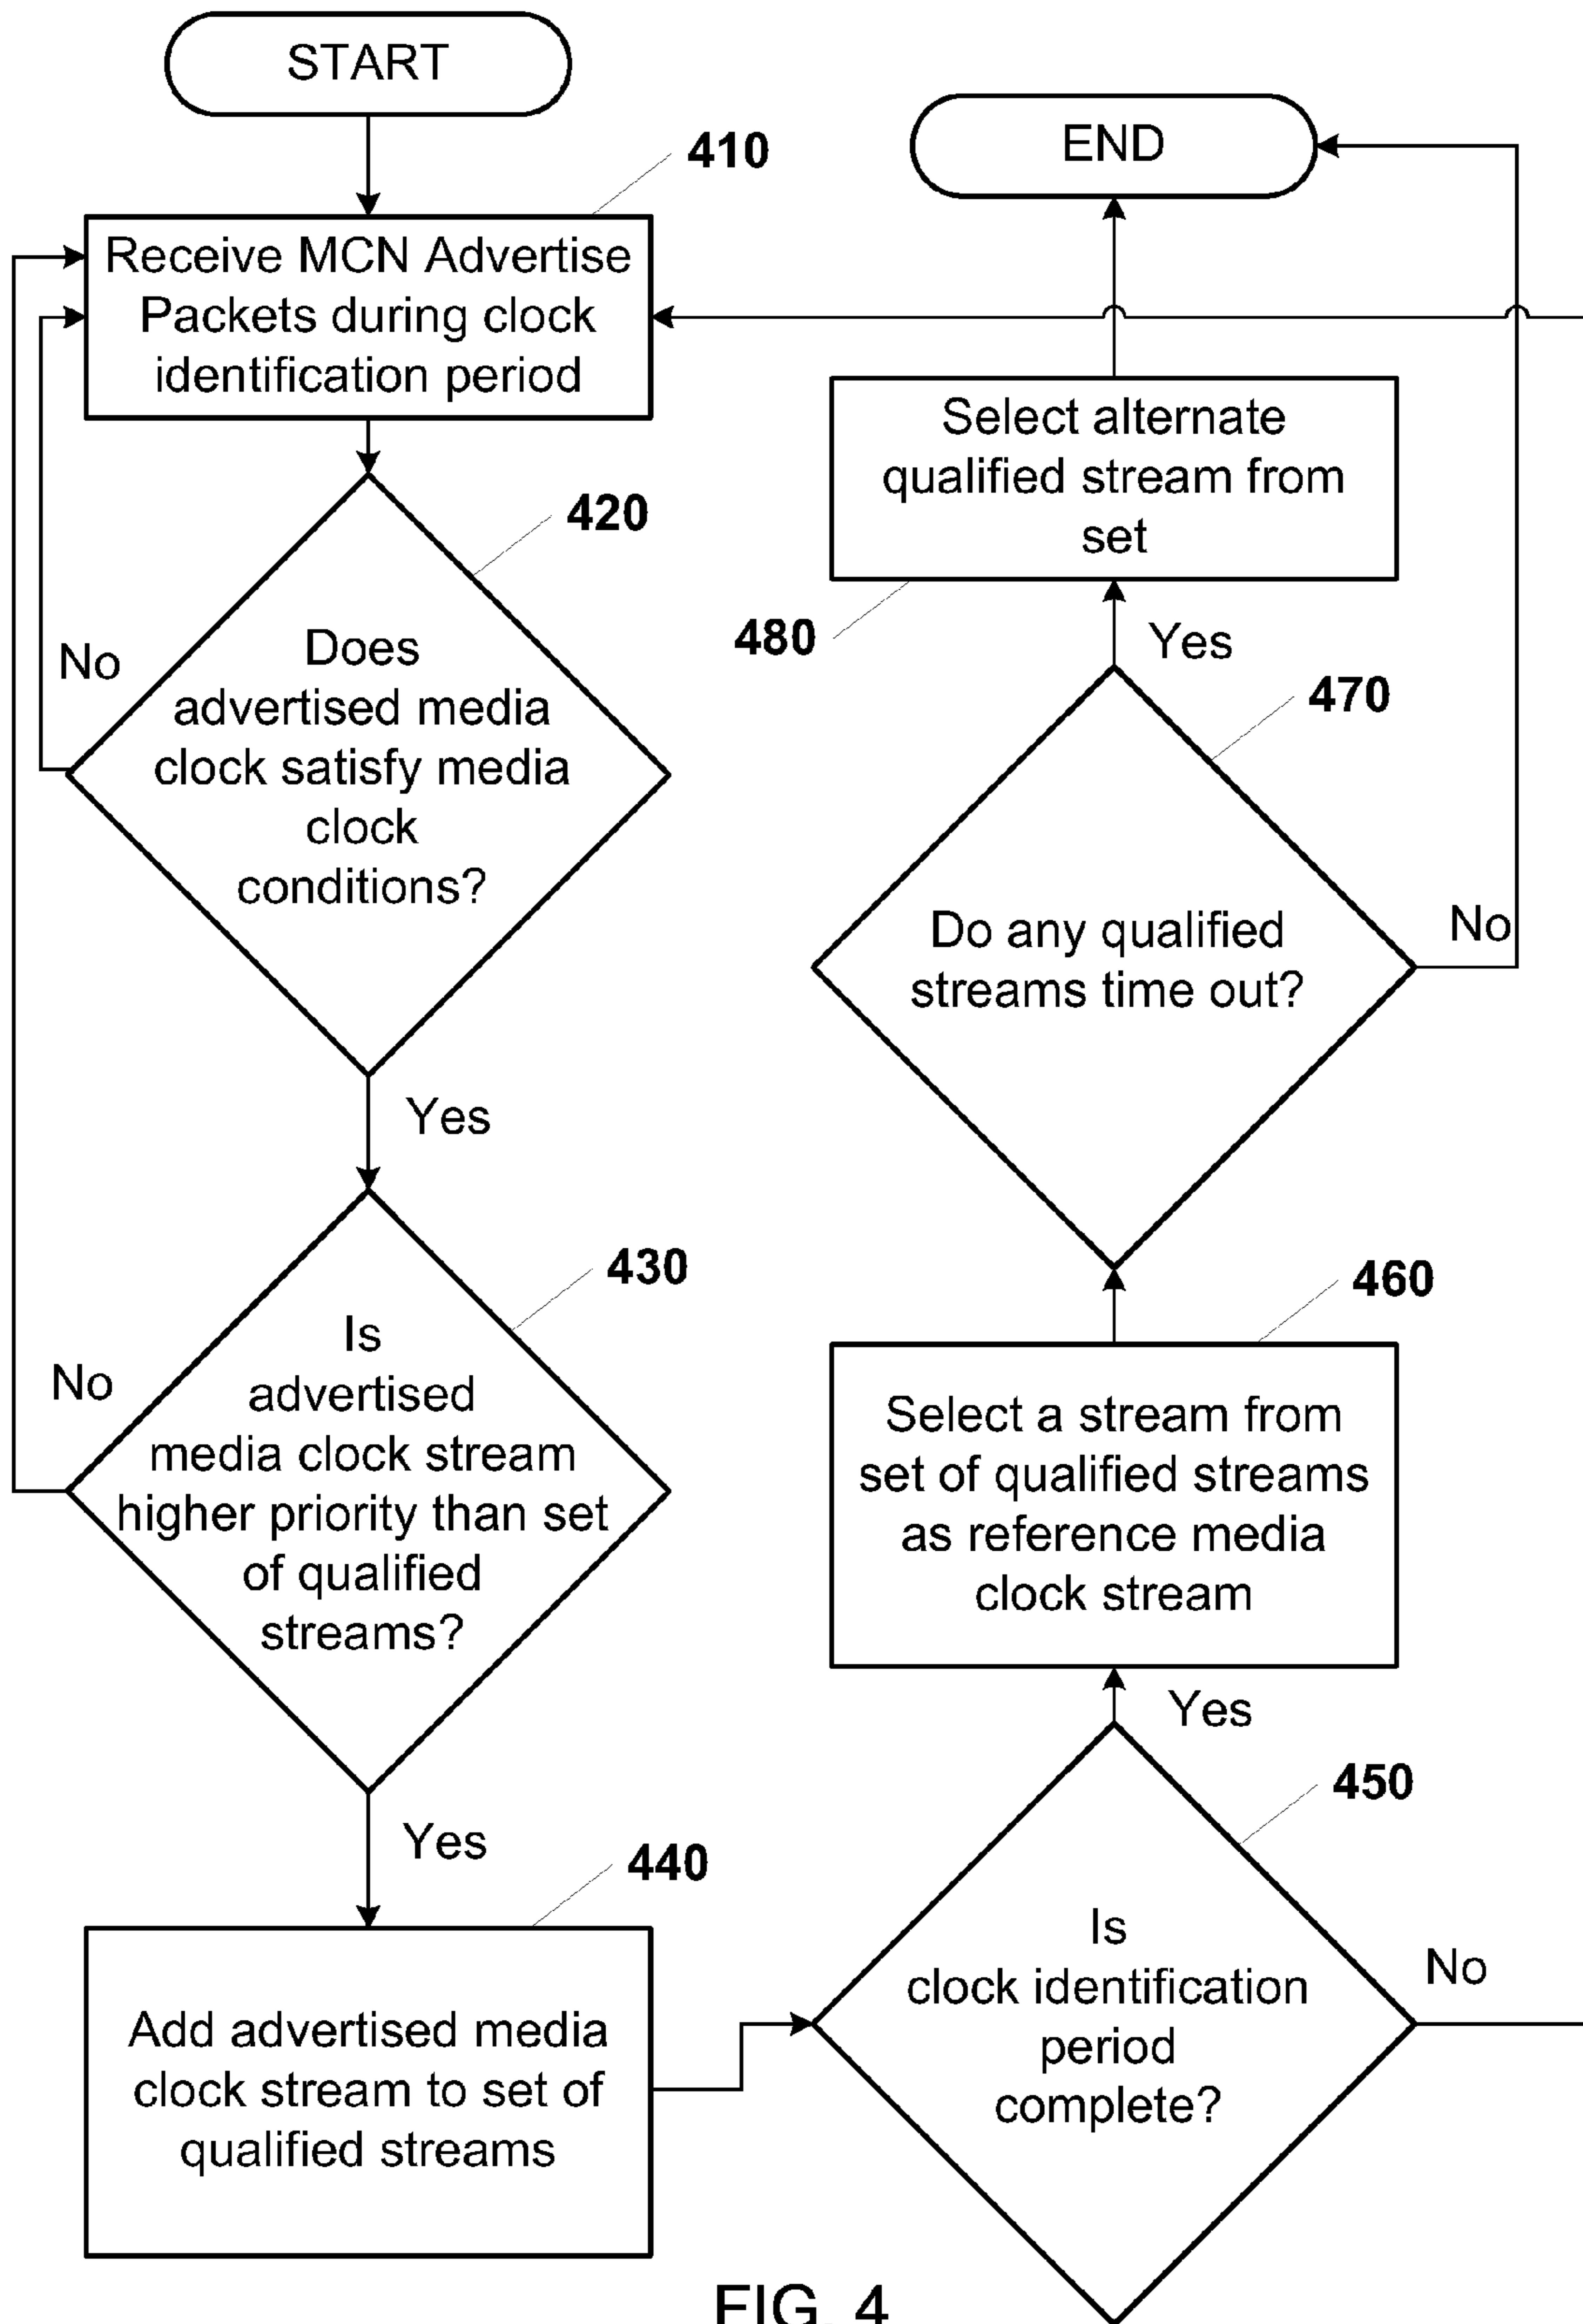 START
410
Receive MCN Advertise
Packets during clock
identification period
420
No
Does
advertised media
clock satisfy media
clock
conditions?
Yes
430
No
Is
advertised
media clock stream
higher priority than set
of qualified
streams?
Yes
440
Add advertised media
clock stream to set of
qualified streams
END
Select alternate
qualified stream from
set
480
Yes
470
Do any qualified
streams time out?
No
460
Select a stream from
set of qualified streams
as reference media
clock stream
Yes
450
Is
clock identification
period
complete?
No
FIG. 4